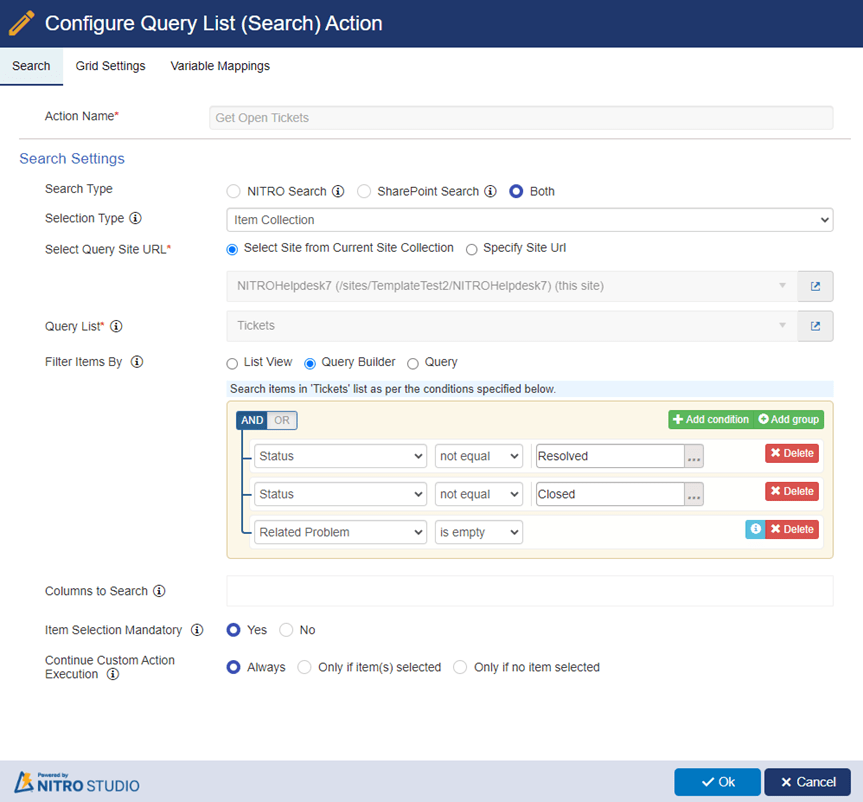 Configure Query List (Search) Action
Search Grid Settings Variable Mappings
Action Name* Get Open Tickets
Search Settings
Search Type NITRO Search SharePoint Search Both
Selection Type Item Collection
Select Query Site URL* Select Site from Current Site Collection Specify Site Url
NITROHelpdesk7 (/sites/TemplateTest2/NITROHelpdesk7) (this site)
Query List* Tickets
Filter Items By List View Query Builder Query
Search items in 'Tickets' list as per the conditions specified below.
AND OR Add condition Add group
Status not equal Resolved ... Delete
Status not equal Closed ... Delete
Related Problem is empty Delete
Columns to Search
Item Selection Mandatory Yes No
Continue Custom Action
Execution Always Only if item(s) selected Only if no item selected
Powered by
NITRO STUDIO Ok Cancel